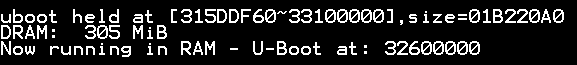 uboot held at [315DDF60~33100000],size=01B220A0
DRAM:  305 MiB
Now running in RAM - U-Boot at: 32600000